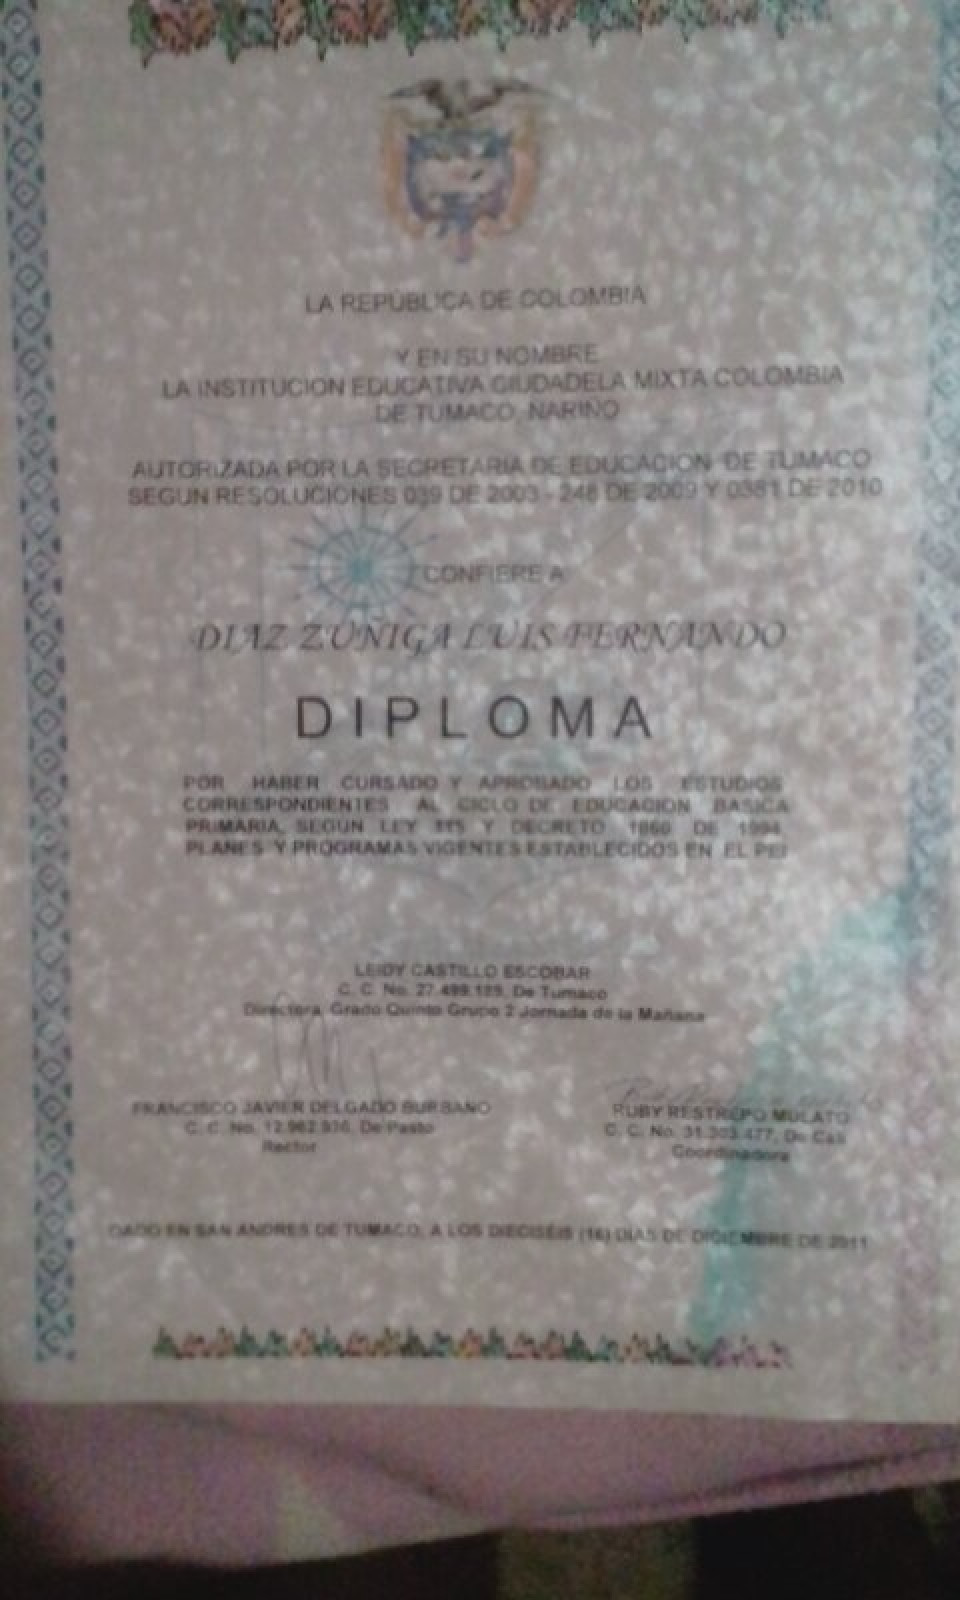 LA REPÚBLICA DE COLOMBIA
Y EN SU NOMBRE
LA INSTITUCION EDUCATIVA CIUDADELA MIXTA COLOMBIA
DE TUMACO, NARIÑO
AUTORIZADA POR LA SECRETARIA DE EDUCACION DE TUMACO
SEGUN RESOLUCIONES 039 DE 2003 - 248 DE 2009 Y 0381 DE 2010
CONFIERE A
DIAZ ZUÑIGA LUIS FERNANDO
DIPLOMA
POR HABER CURSADO Y APROBADO LOS ESTUDIOS
CORRESPONDIENTES AL CICLO DE EDUCACION BASICA
PRIMARIA, SEGUN LEY 115 Y DECRETO 1860 DE 1994,
PLANES Y PROGRAMAS VIGENTES ESTABLECIDOS EN EL PEI
LEIDY CASTILLO ESCOBAR
C. C. No. De Tumaco
Directora Grado Quinto Grupo 2 Jornada de la Mañana
FRANCISCO JAVIER DELGADO BURBANO
C. C. No. De Pasto
Rector
RUBY RESTREPO MULATO
C. C. No. De Cali
Coordinadora
DADO EN SAN ANDRES DE TUMACO, A LOS DIECISÉIS (16) DIAS DE DICIEMBRE DE 2011